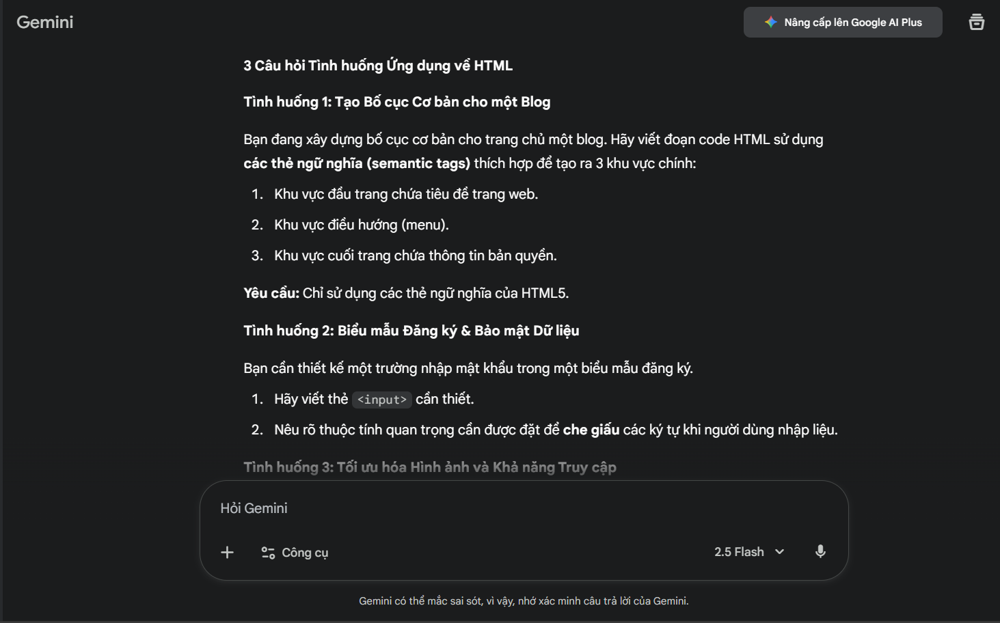 Gemini
Nâng cấp lên Google AI Plus
3 Câu hỏi Tình huống Ứng dụng về HTML
Tình huống 1: Tạo Bố cục Cơ bản cho một Blog
Bạn đang xây dựng bố cục cơ bản cho trang chủ một blog. Hãy viết đoạn code HTML sử dụng
các thẻ ngữ nghĩa (semantic tags) thích hợp để tạo ra 3 khu vực chính:
1. Khu vực đầu trang chứa tiêu đề trang web.
2. Khu vực điều hướng (menu).
3. Khu vực cuối trang chứa thông tin bản quyền.
Yêu cầu: Chỉ sử dụng các thẻ ngữ nghĩa của HTML5.
Tình huống 2: Biểu mẫu Đăng ký & Bảo mật Dữ liệu
Bạn cần thiết kế một trường nhập mật khẩu trong một biểu mẫu đăng ký.
1. Hãy viết thẻ <input> cần thiết.
2. Nêu rõ thuộc tính quan trọng cần được đặt để che giấu các ký tự khi người dùng nhập liệu.
Tình huống 3: Tối ưu hóa Hình ảnh và Khả năng Truy cập
Hỏi Gemini
Công cụ
2.5 Flash
Gemini có thể mắc sai sót, vì vậy, nhớ xác minh câu trả lời của Gemini.